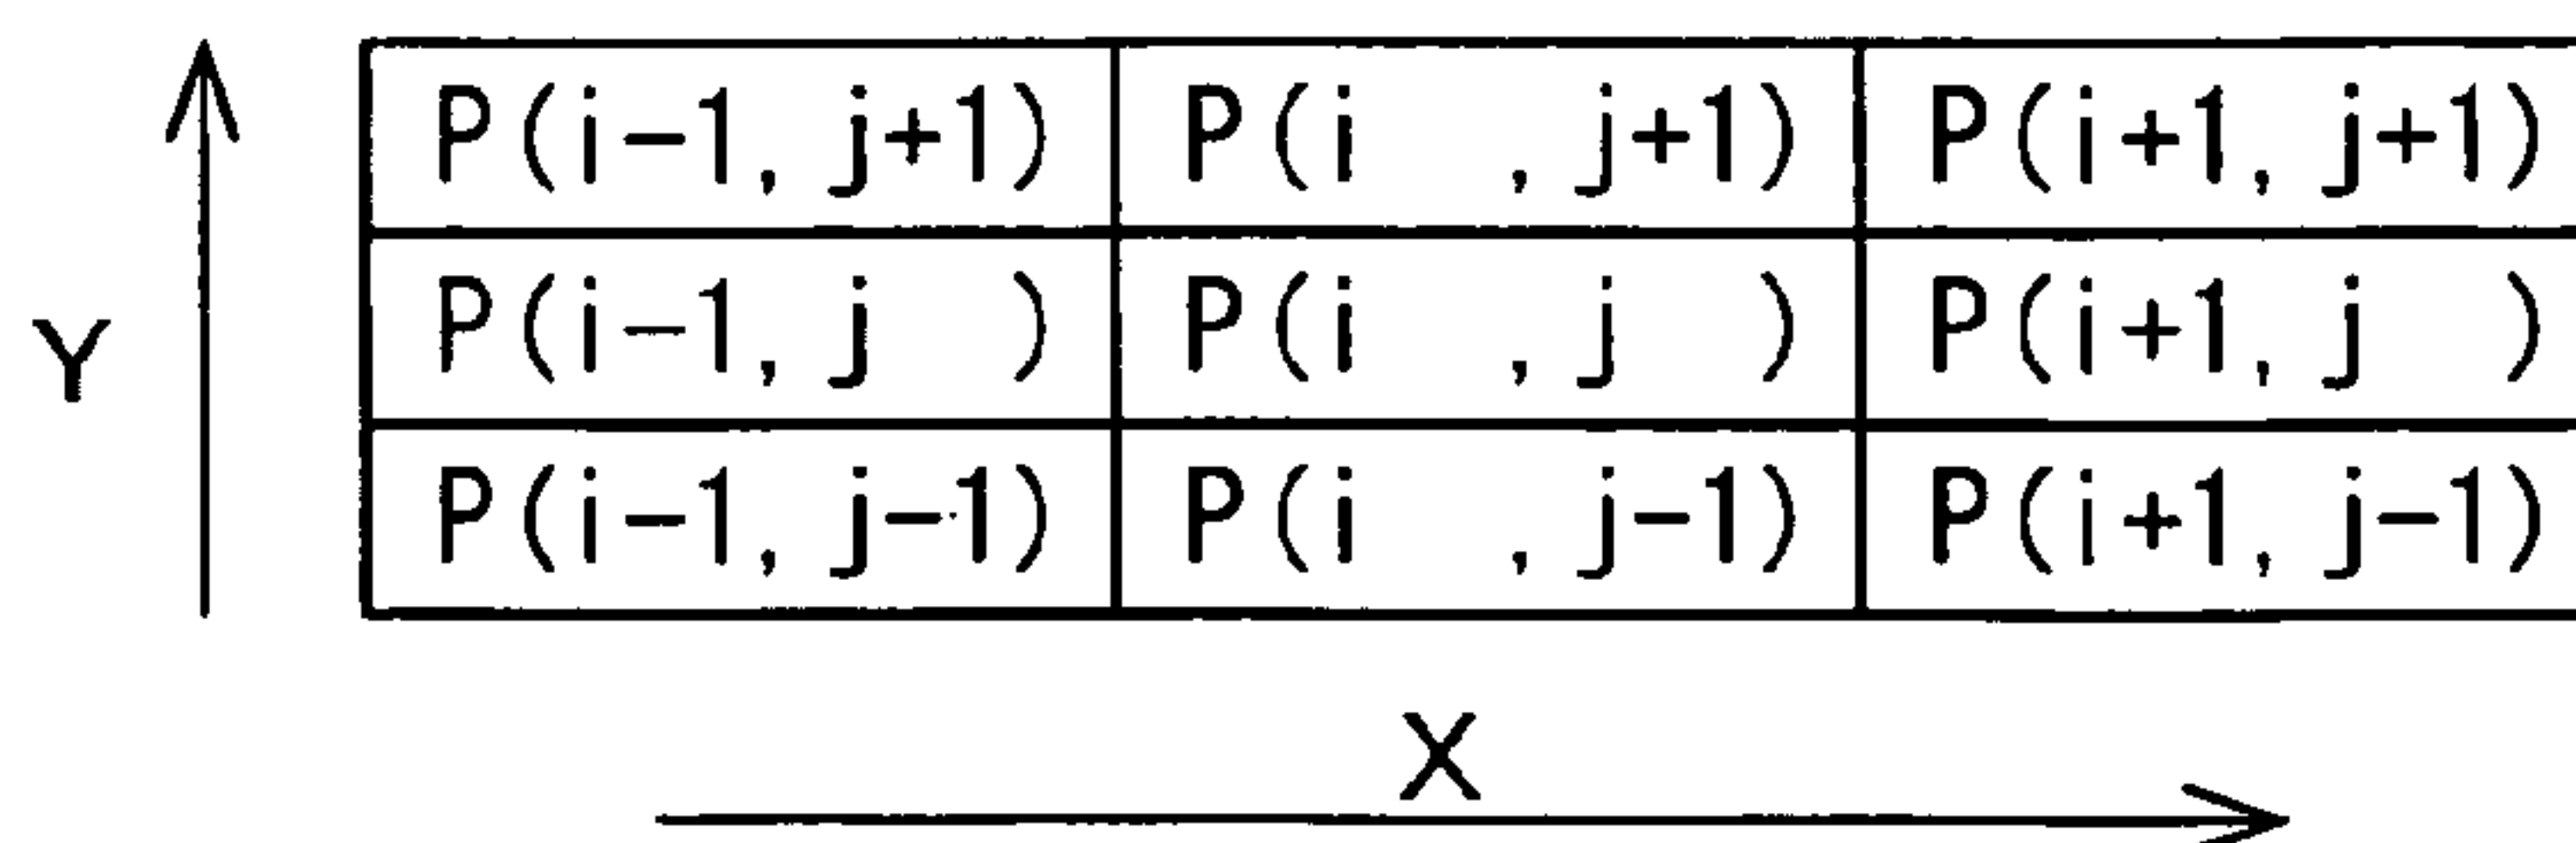 P(i-1, j+1) P(i , j+1) P(i+1, j+1)
P(i-1, j ) P(i , j ) P(i+1, j )
Y
P(i-1, j-1) P(i , j-1) P(i+1, j-1)
X